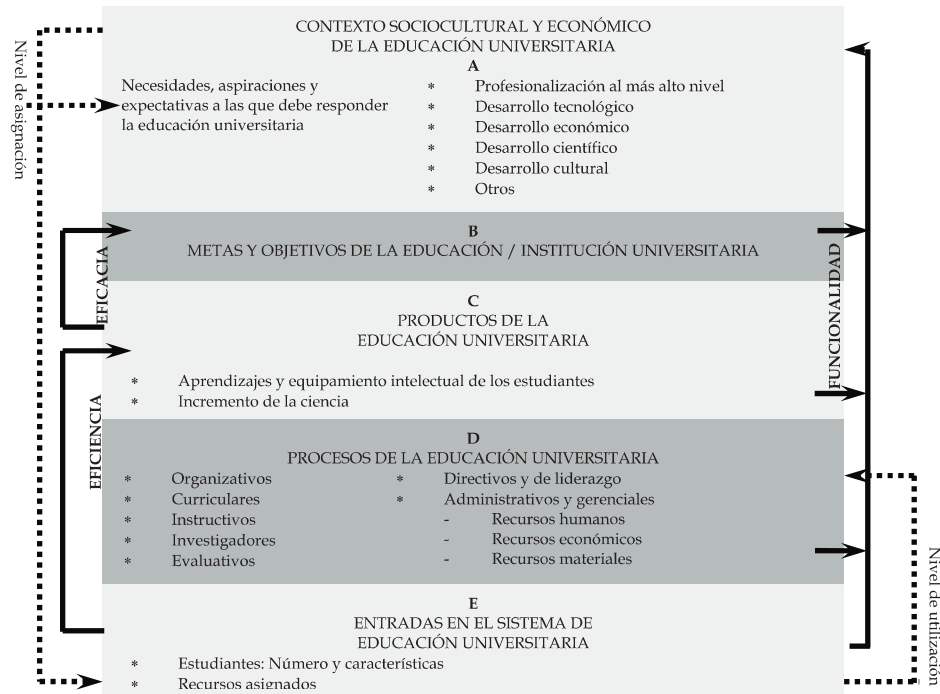 CONTEXTO SOCIOCULTURAL Y ECONÓMICO
DE LA EDUCACIÓN UNIVERSITARIA
A
Necesidades, aspiraciones y
expectativas a las que debe responder
la educación universitaria
* Profesionalización al más alto nivel
* Desarrollo tecnológico
* Desarrollo económico
* Desarrollo científico
* Desarrollo cultural
* Otros
Nivel de asignación
B
METAS Y OBJETIVOS DE LA EDUCACIÓN / INSTITUCIÓN UNIVERSITARIA
EFICACIA
FUNCIONALIDAD
C
PRODUCTOS DE LA
EDUCACIÓN UNIVERSITARIA
* Aprendizajes y equipamiento intelectual de los estudiantes
* Incremento de la ciencia
EFICIENCIA
D
PROCESOS DE LA EDUCACIÓN UNIVERSITARIA
* Organizativos
* Curriculares
* Instructivos
* Investigadores
* Evaluativos
* Directivos y de liderazgo
* Administrativos y gerenciales
- Recursos humanos
- Recursos económicos
- Recursos materiales
Nivel de utilización
E
ENTRADAS EN EL SISTEMA DE
EDUCACIÓN UNIVERSITARIA
* Estudiantes: Número y características
* Recursos asignados